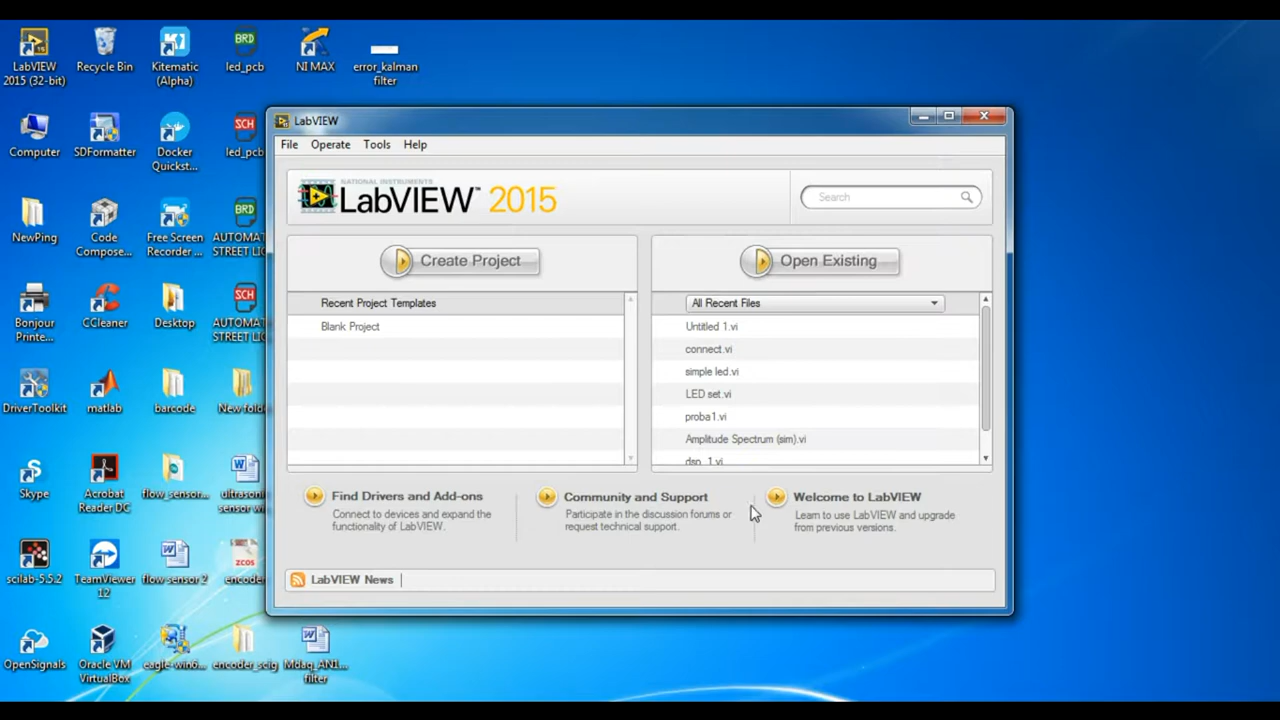 LabVIEW
2015 (32-bit)
Recycle Bin
Kitematic
(Alpha)
BRD
led_pcb
NI MAX
error_kalman
filter
Computer
SDFormatter
Docker
Quickst...
SCH
led_pcb
NewPing
Code
Compose...
Free Screen
Recorder ...
BRD
AUTOMAT
STREET LIG
Bonjour
Printe...
CCleaner
Desktop
SCH
AUTOMAT
STREET LIG
DriverToolkit
matlab
barcode
New folde
Skype
Acrobat
Reader DC
flow_sensor...
ultrasoni
sensor wi
scilab-5.5.2
TeamViewer
12
flow sensor 2
zcos
encoder
OpenSignals
Oracle VM
VirtualBox
eagle-win6...
encoder_scig
Mdaq_AN1...
filter
LabVIEW
File Operate Tools Help
NATIONAL INSTRUMENTS
LabVIEW™ 2015
Search
Create Project
Recent Project Templates
Blank Project
Open Existing
All Recent Files
Untitled 1.vi
connect.vi
simple led.vi
LED set.vi
proba1.vi
Amplitude Spectrum (sim).vi
dsp_1.vi
Find Drivers and Add-ons
Connect to devices and expand the
functionality of LabVIEW.
Community and Support
Participate in the discussion forums or
request technical support.
Welcome to LabVIEW
Learn to use LabVIEW and upgrade
from previous versions.
LabVIEW News